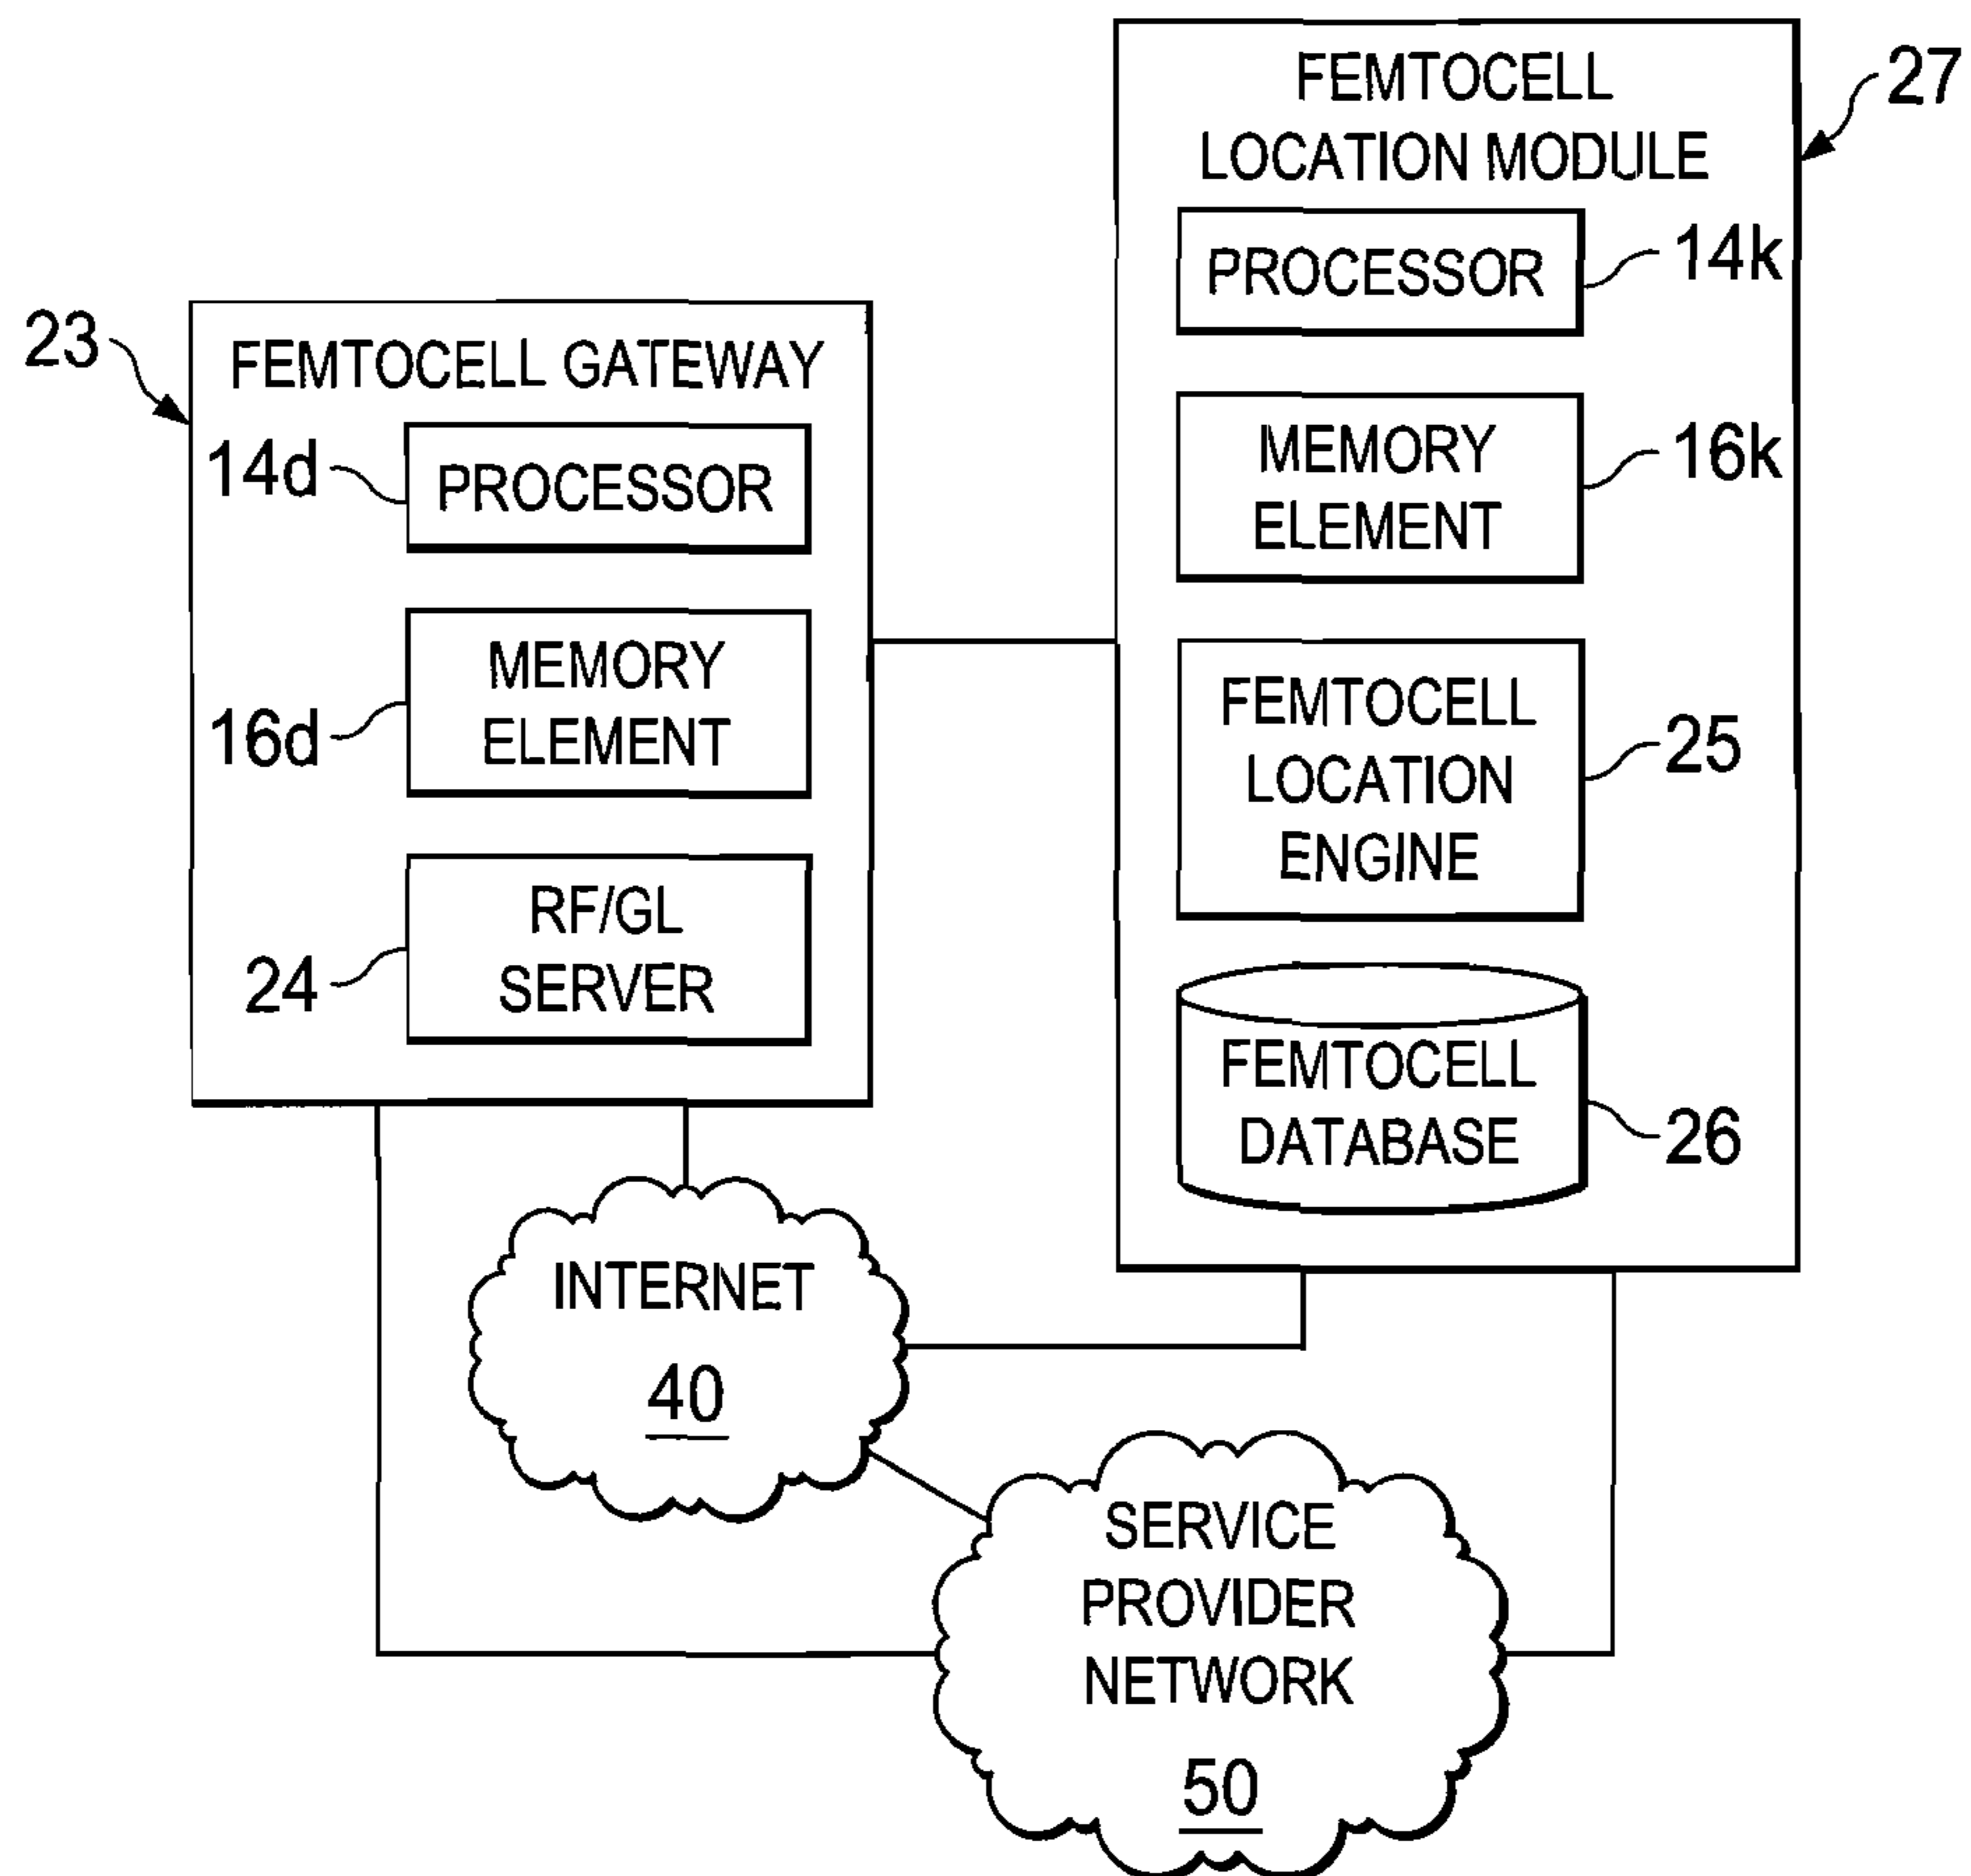 FEMTOCELL
LOCATION MODULE
27
PROCESSOR
14k
MEMORY
ELEMENT
16k
FEMTOCELL
LOCATION
ENGINE
25
FEMTOCELL
DATABASE
26
23
FEMTOCELL GATEWAY
14d
PROCESSOR
16d
MEMORY
ELEMENT
24
RF/GL
SERVER
INTERNET
40
SERVICE
PROVIDER
NETWORK
50